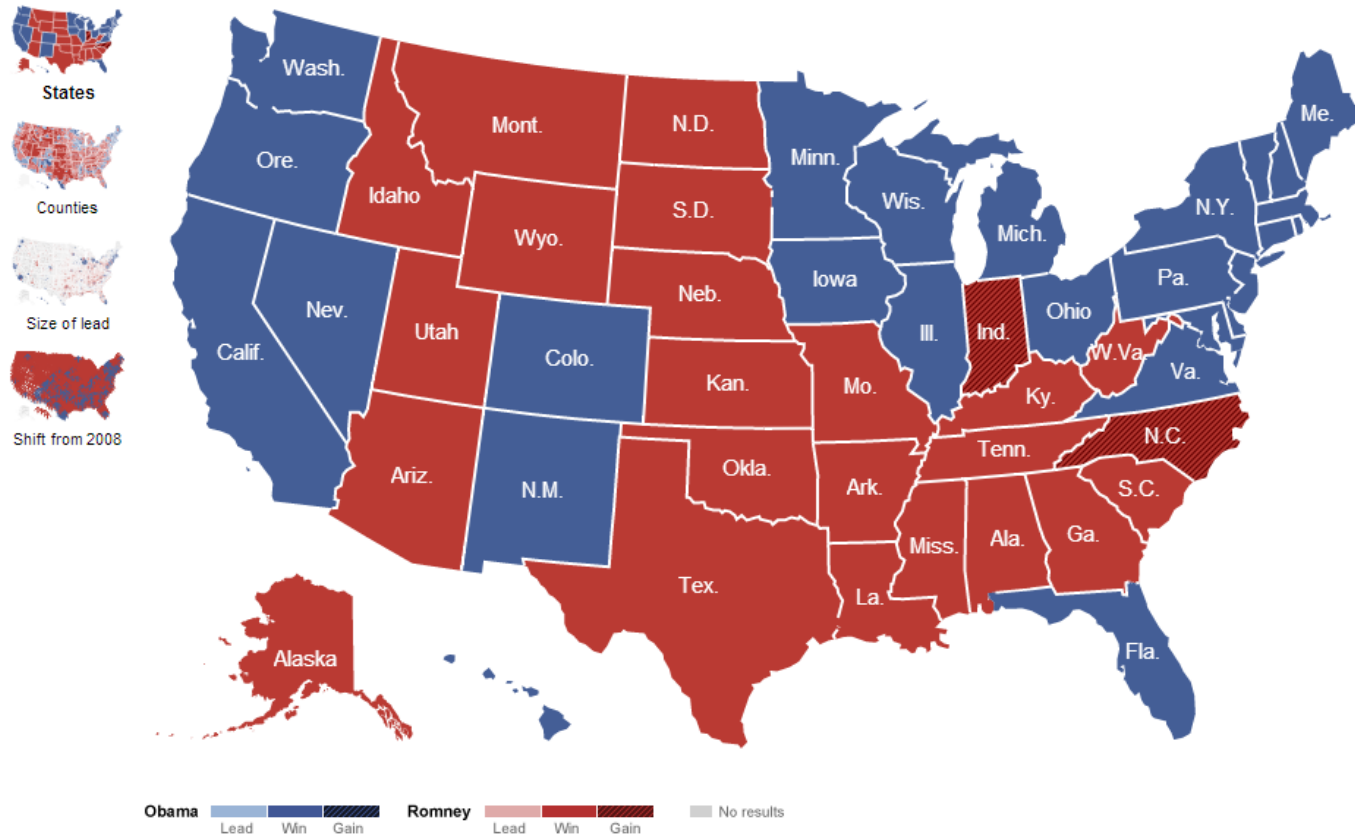 States
Counties
Size of lead
Shift from 2008
Wash.
Ore.
Calif.
Nev.
Idaho
Mont.
Wyo.
Utah
Colo.
Ariz.
N.M.
N.D.
S.D.
Neb.
Kan.
Okla.
Tex.
Minn.
Iowa
Mo.
Ark.
La.
Wis.
Ill.
Mich.
Ind.
Ohio
Ky.
Tenn.
Miss.
Ala.
Ga.
Fla.
S.C.
N.C.
Va.
W.Va.
Pa.
N.Y.
Me.
Alaska
Obama Lead Win Gain
Romney Lead Win Gain
No results